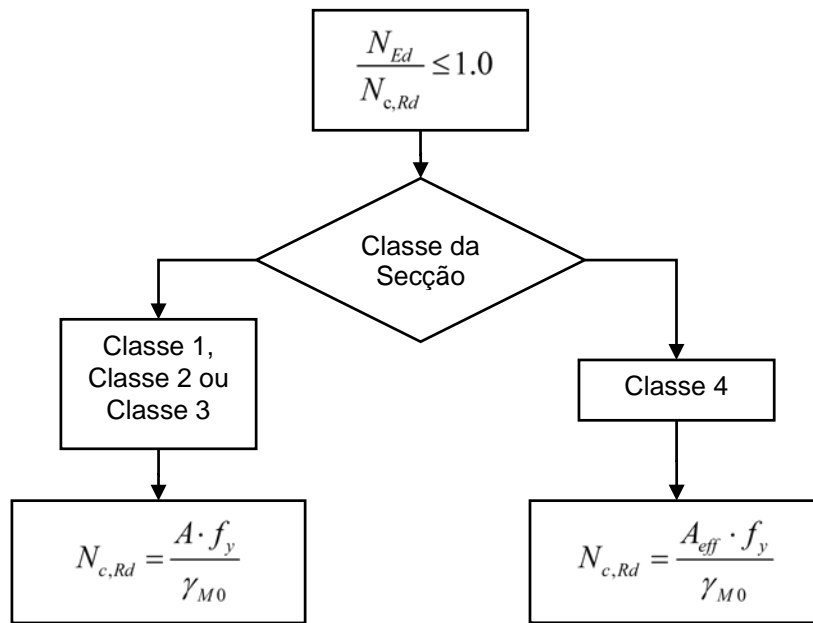 N_Ed / N_c,Rd ≤ 1.0
Classe da
Secção
Classe 1,
Classe 2 ou
Classe 3
Classe 4
N_c,Rd = A · f_y / γ_M0
N_c,Rd = A_eff · f_y / γ_M0